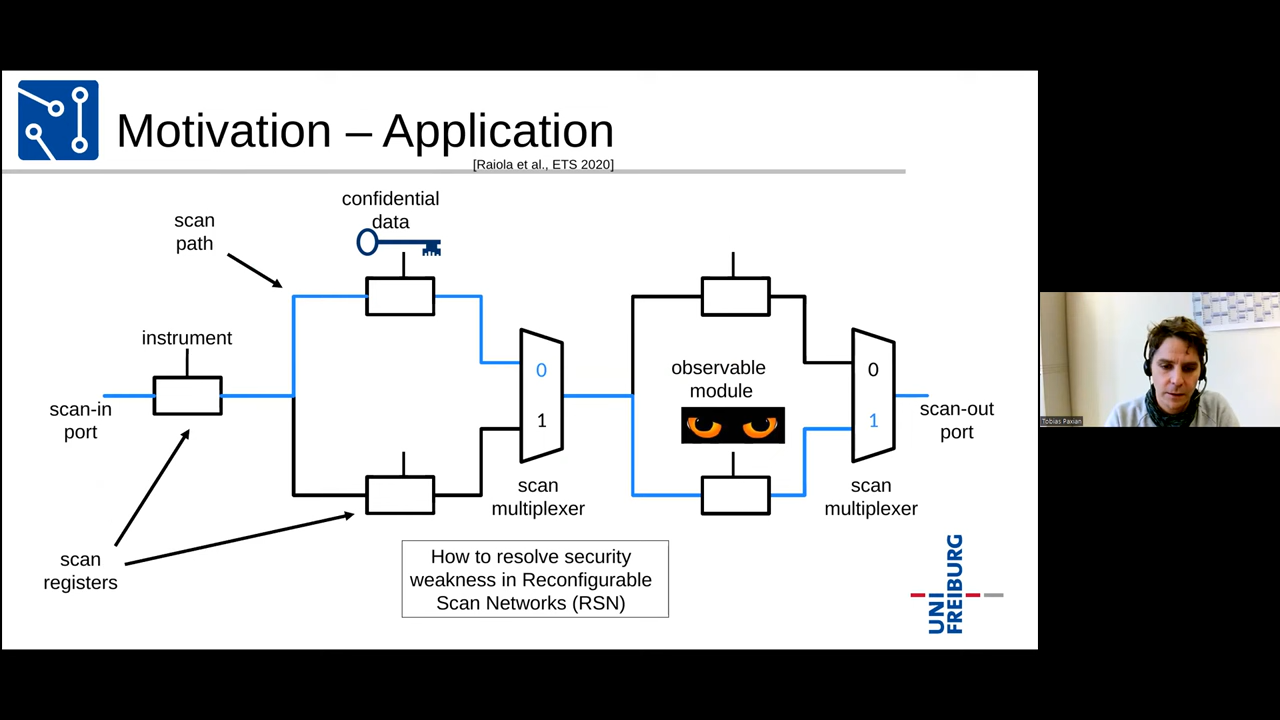 Motivation – Application
[Raiola et al., ETS 2020]
confidential
data
scan
path
instrument
scan-in
port
0
1
observable
module
0
1
scan-out
port
scan
multiplexer
scan
multiplexer
scan
registers
How to resolve security
weakness in Reconfigurable
Scan Networks (RSN)
UNI
FREIBURG
Tobias Paxian